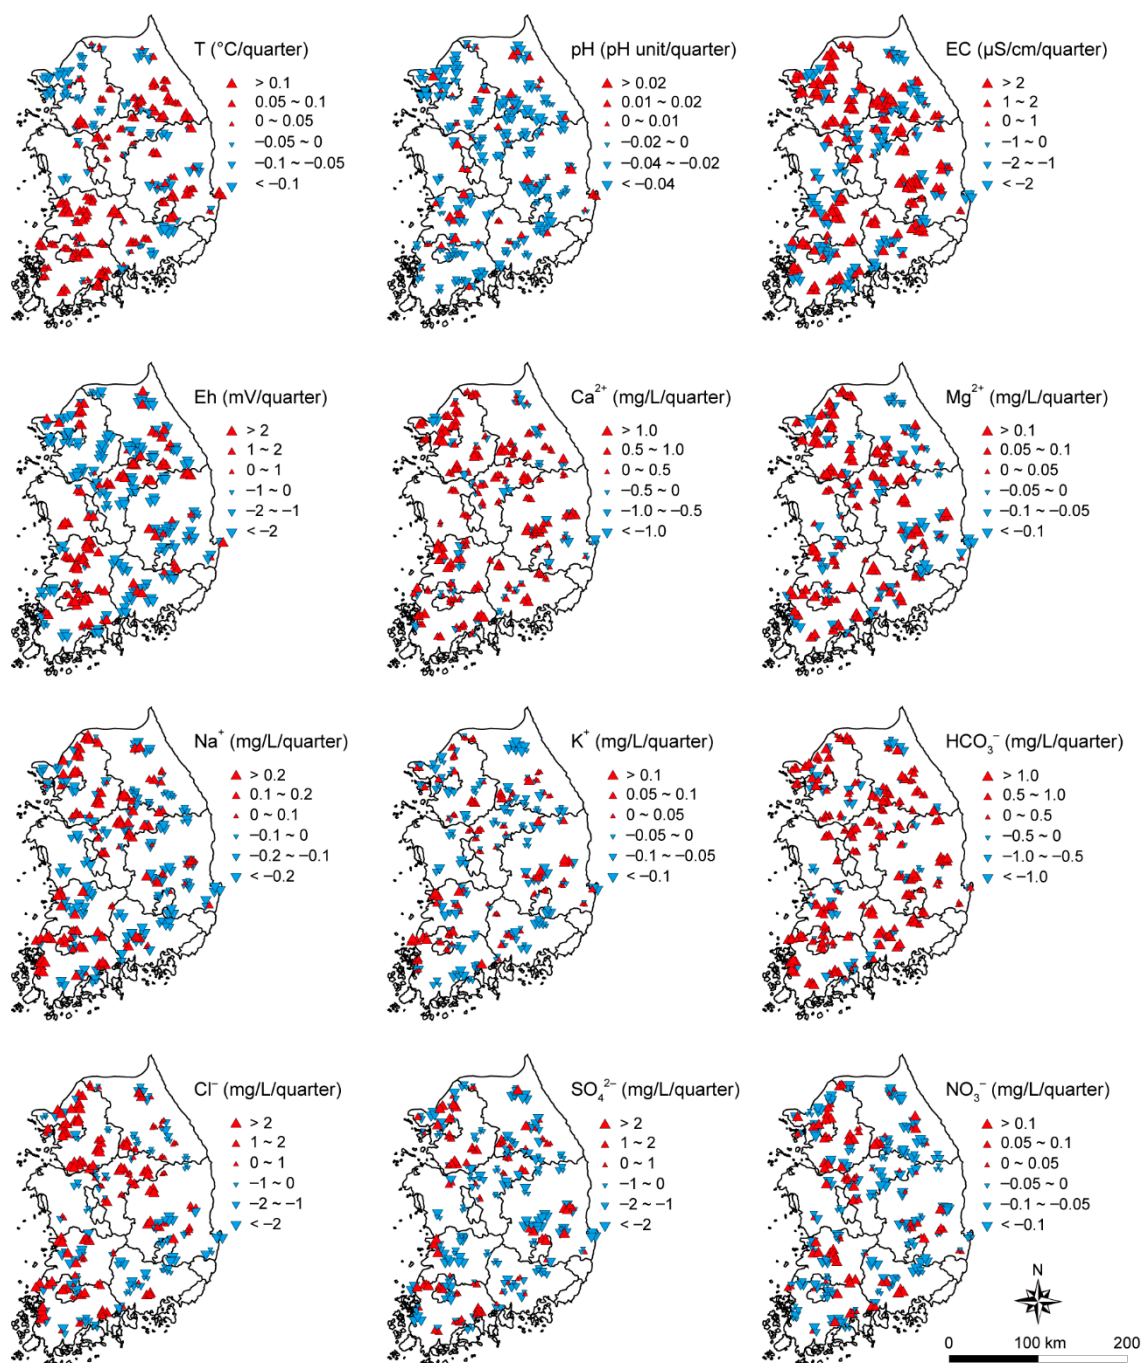 T (°C/quarter)
> 0.1
0.05 ~ 0.1
0 ~ 0.05
−0.05 ~ 0
−0.1 ~ −0.05
< −0.1
pH (pH unit/quarter)
> 0.02
0.01 ~ 0.02
0 ~ 0.01
−0.02 ~ 0
−0.04 ~ −0.02
< −0.04
EC (µS/cm/quarter)
> 2
1 ~ 2
0 ~ 1
−1 ~ 0
−2 ~ −1
< −2
Eh (mV/quarter)
> 2
1 ~ 2
0 ~ 1
−1 ~ 0
−2 ~ −1
< −2
Ca²⁺ (mg/L/quarter)
> 1.0
0.5 ~ 1.0
0 ~ 0.5
−0.5 ~ 0
−1.0 ~ −0.5
< −1.0
Mg²⁺ (mg/L/quarter)
> 0.1
0.05 ~ 0.1
0 ~ 0.05
−0.05 ~ 0
−0.1 ~ −0.05
< −0.1
Na⁺ (mg/L/quarter)
> 0.2
0.1 ~ 0.2
0 ~ 0.1
−0.1 ~ 0
−0.2 ~ −0.1
< −0.2
K⁺ (mg/L/quarter)
> 0.1
0.05 ~ 0.1
0 ~ 0.05
−0.05 ~ 0
−0.1 ~ −0.05
< −0.1
HCO₃⁻ (mg/L/quarter)
> 1.0
0.5 ~ 1.0
0 ~ 0.5
−0.5 ~ 0
−1.0 ~ −0.5
< −1.0
Cl⁻ (mg/L/quarter)
> 2
1 ~ 2
0 ~ 1
−1 ~ 0
−2 ~ −1
< −2
SO₄²⁻ (mg/L/quarter)
> 2
1 ~ 2
0 ~ 1
−1 ~ 0
−2 ~ −1
< −2
NO₃⁻ (mg/L/quarter)
> 0.1
0.05 ~ 0.1
0 ~ 0.05
−0.05 ~ 0
−0.1 ~ −0.05
< −0.1
N
0 100 km 200